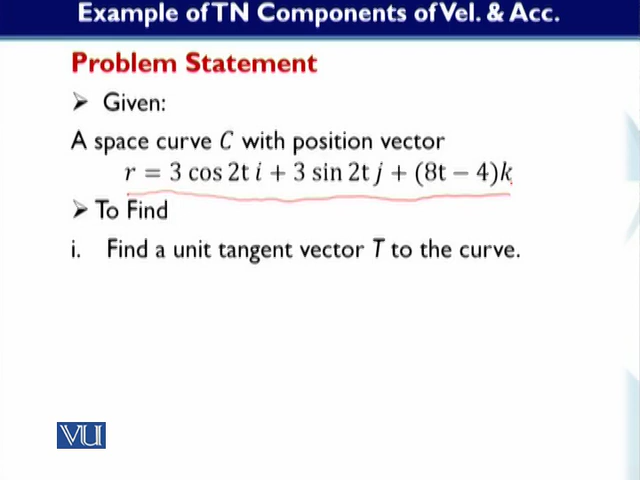 Example of TN Components of Vel. & Acc.
Problem Statement
➢ Given:
A space curve C with position vector
r = 3 cos 2t i + 3 sin 2t j + (8t − 4)k
➢ To Find
i. Find a unit tangent vector T to the curve.
VU